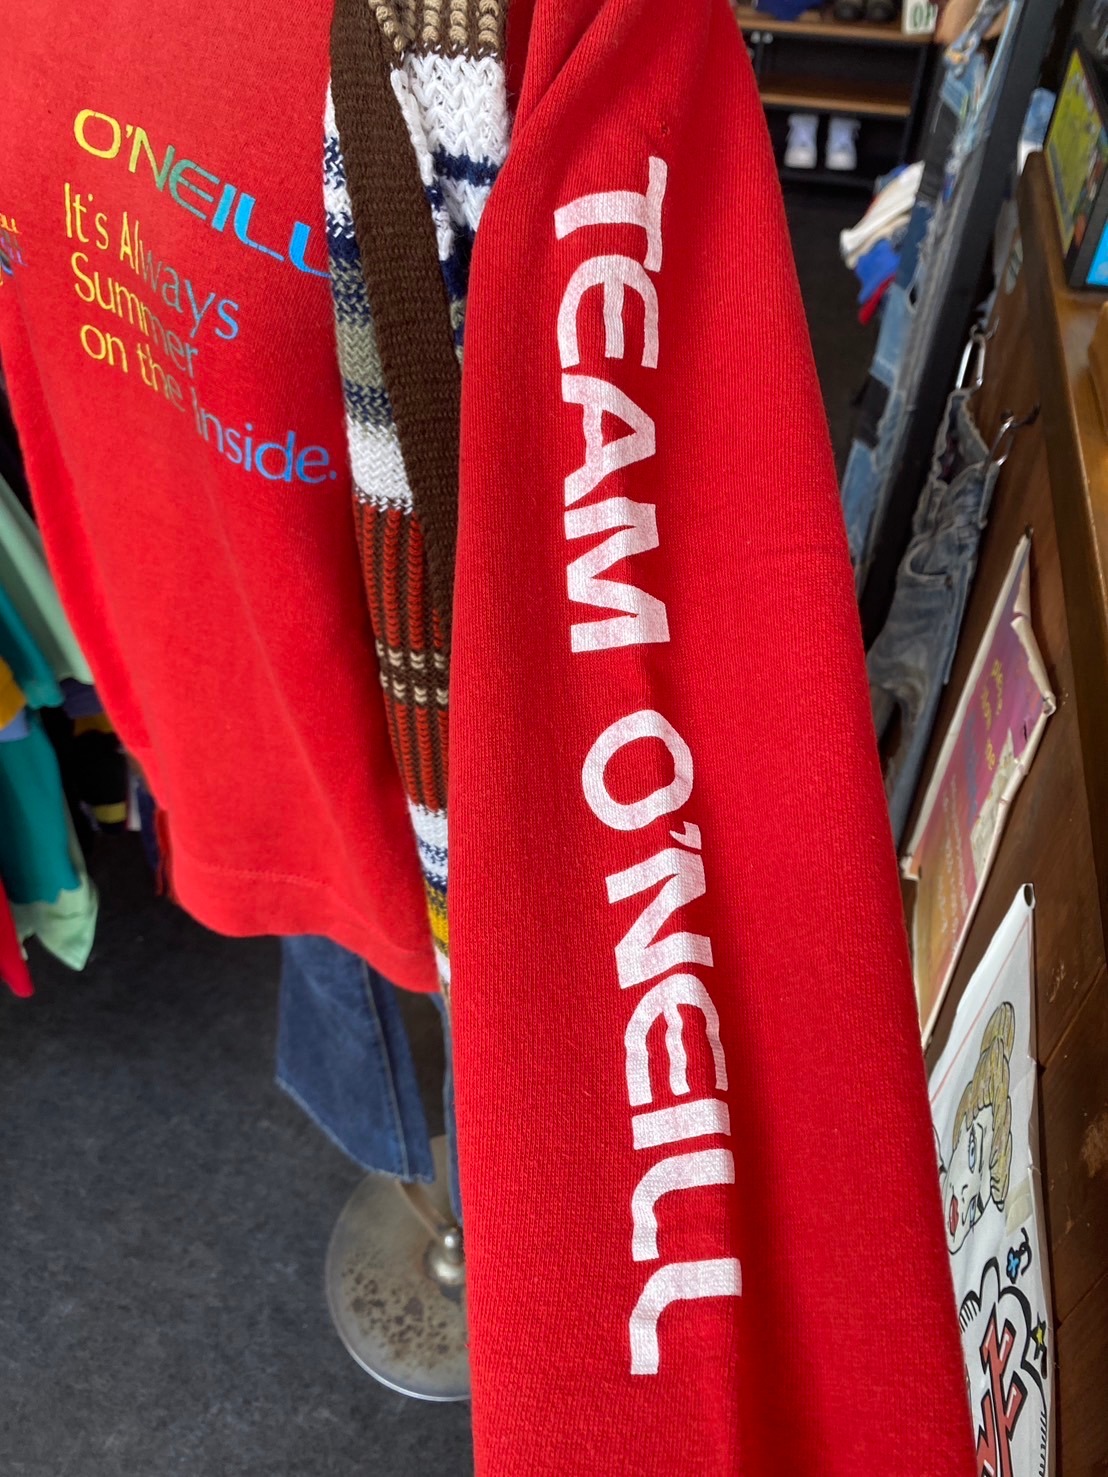 O'NEILL
It's Always
Summer
on the inside.
TEAM O'NEILL